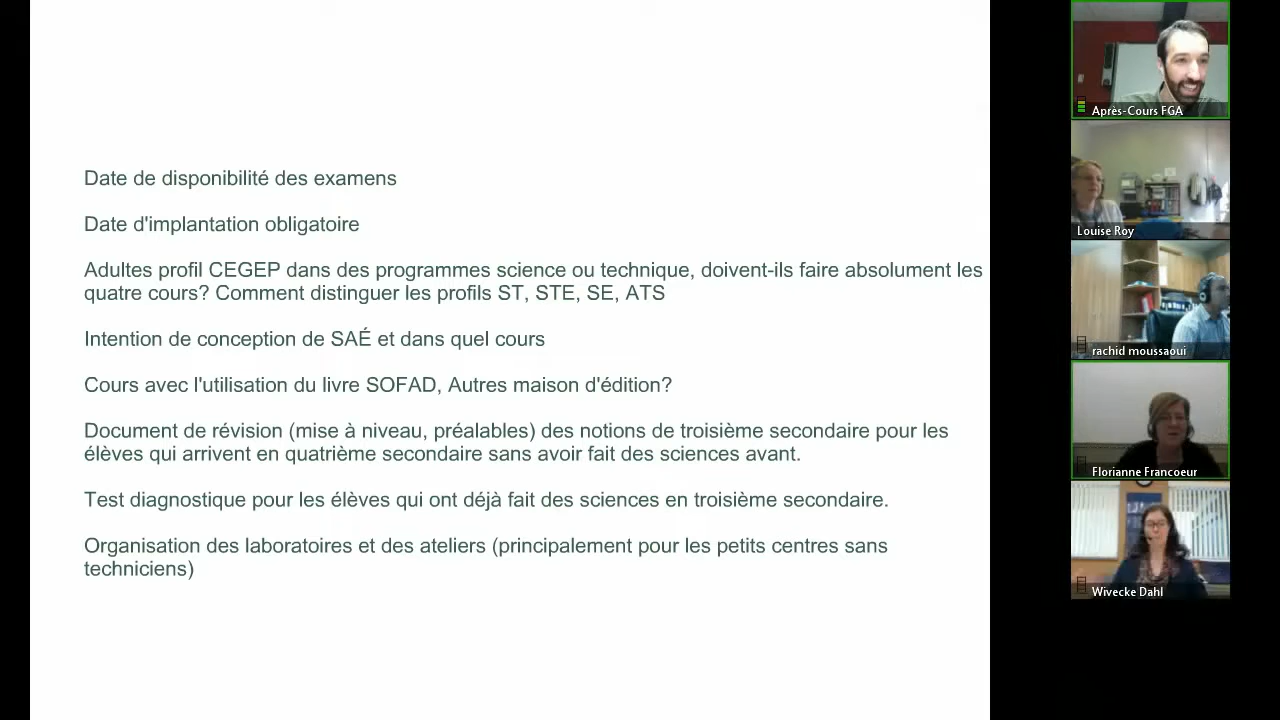 Date de disponibilité des examens
Date d'implantation obligatoire
Adultes profil CEGEP dans des programmes science ou technique, doivent-ils faire absolument les
quatre cours? Comment distinguer les profils ST, STE, SE, ATS
Intention de conception de SAÉ et dans quel cours
Cours avec l'utilisation du livre SOFAD, Autres maison d'édition?
Document de révision (mise à niveau, préalables) des notions de troisième secondaire pour les
élèves qui arrivent en quatrième secondaire sans avoir fait des sciences avant.
Test diagnostique pour les élèves qui ont déjà fait des sciences en troisième secondaire.
Organisation des laboratoires et des ateliers (principalement pour les petits centres sans
techniciens)
Après-Cours FGA
Louise Roy
rachid moussaoui
Florianne Francoeur
Wivecke Dahl